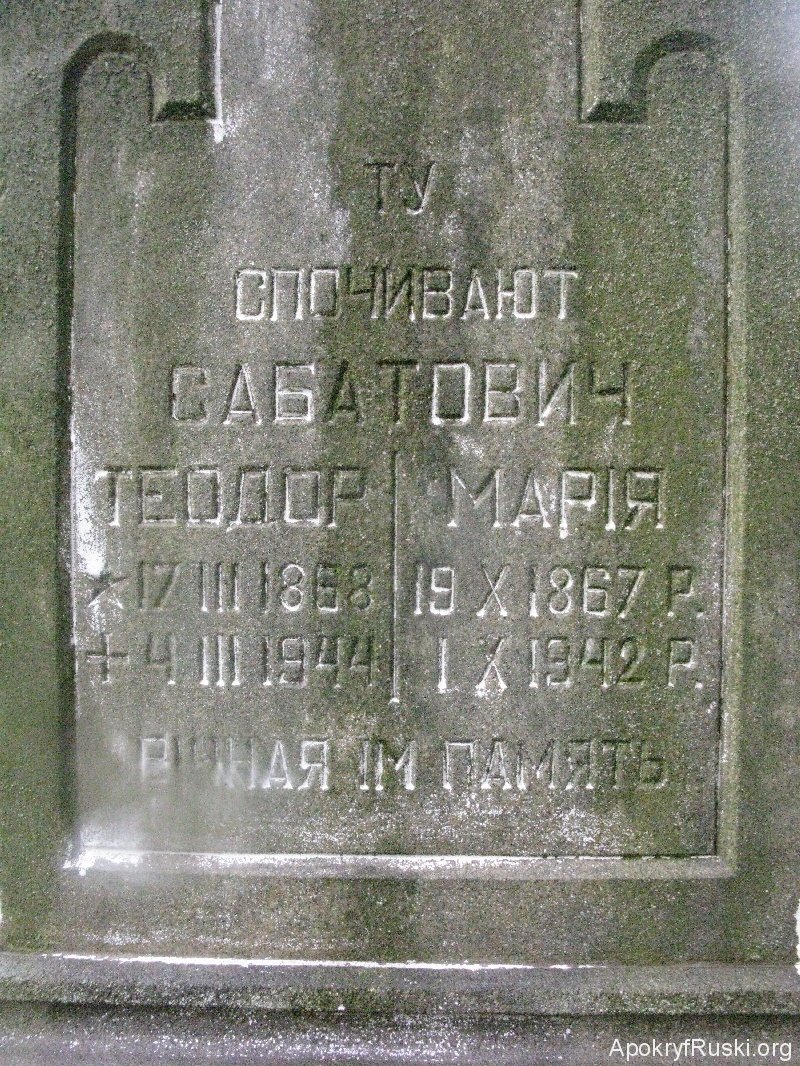 ТУ
СПОЧИВАЮТ
САБАТОВИЧ
ТЕОДОР МАРІЯ
* 17 III 1868 19 X 1867 Р.
+ 4 III 1944 1 X 1942 Р.
ВІЧНАЯ ІМ ПАМЯТЬ
ApokryfRuski.org